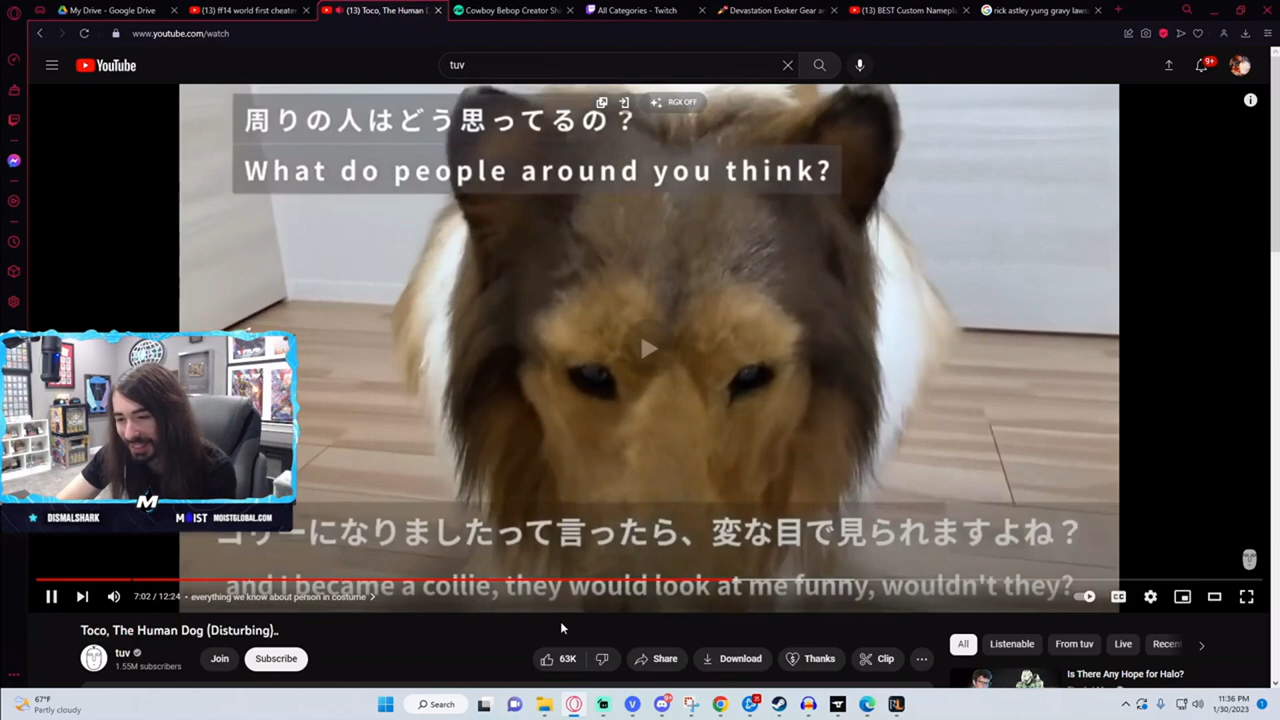 My Drive - Google Drive
(13) ff14 world first cheater
(13) Toco, The Human D
Cowboy Bebop Creator Sh
All Categories - Twitch
Devastation Evoker Gear a
(13) BEST Custom Namepl
rick astley yung gravy laws
www.youtube.com/watch
YouTube
tuv
9+
RGX OFF
周りの人はどう思ってるの？
What do people around you think?
コリーになりましたって言ったら、変な目で見られますよね？
and i became a collie, they would look at me funny, wouldn't they?
DISMALSHARK
M
MOIST
MOISTGLOBAL.COM
7:02 / 12:24 • everything we know about person in costume >
CC
Toco, The Human Dog (Disturbing)..
tuv
1.55M subscribers
Join
Subscribe
63K
Share
Download
Thanks
Clip
All
Listenable
From tuv
Live
Recen
Is There Any Hope for Halo?
67°F
Partly cloudy
Search
11:36 PM
1/30/2023